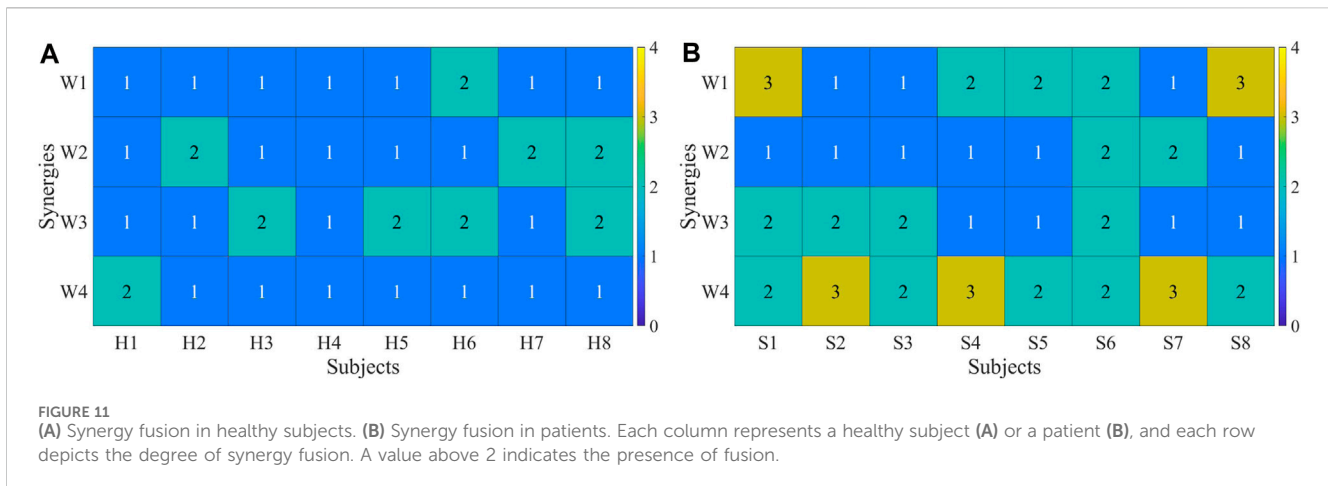 A
B
4
W1 1 1 1 1 1 2 1 1
3
W2 1 2 1 1 1 1 2 2
2
W3 1 1 2 1 2 2 1 2
1
W4 2 1 1 1 1 1 1 1
0
Synergies
H1 H2 H3 H4 H5 H6 H7 H8
Subjects
4
W1 3 1 1 2 2 2 1 3
3
W2 1 1 1 1 1 2 2 1
2
W3 2 2 2 1 1 2 1 1
1
W4 2 3 2 3 2 2 3 2
0
Synergies
S1 S2 S3 S4 S5 S6 S7 S8
Subjects
FIGURE 11
(A) Synergy fusion in healthy subjects. (B) Synergy fusion in patients. Each column represents a healthy subject (A) or a patient (B), and each row
depicts the degree of synergy fusion. A value above 2 indicates the presence of fusion.